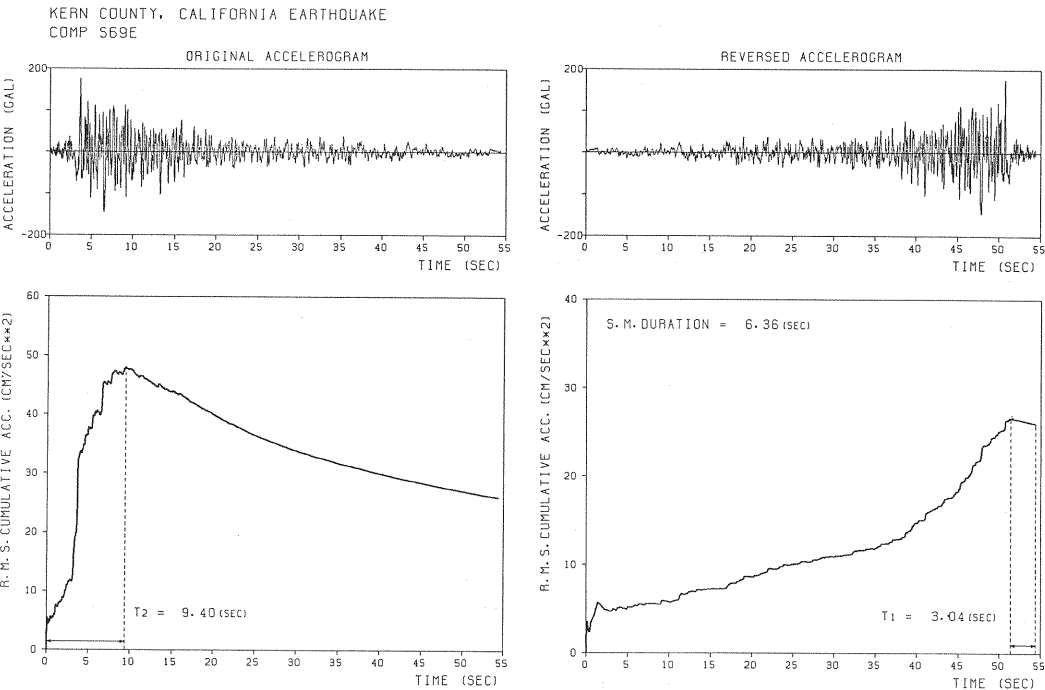 KERN COUNTY, CALIFORNIA EARTHQUAKE
COMP S69E
ORIGINAL ACCELEROGRAM
200
-200
ACCELERATION (GAL)
0 5 10 15 20 25 30 35 40 45 50 55
TIME (SEC)
REVERSED ACCELEROGRAM
200
-200
ACCELERATION (GAL)
0 5 10 15 20 25 30 35 40 45 50 55
TIME (SEC)
60
50
40
30
20
10
0
R.M.S.CUMULATIVE ACC. (CM/SEC**2)
T2 = 9.40 (SEC)
0 5 10 15 20 25 30 35 40 45 50 55
TIME (SEC)
40
30
20
10
0
R.M.S.CUMULATIVE ACC. (CM/SEC**2)
S.M.DURATION = 6.36 (SEC)
T1 = 3.04 (SEC)
0 5 10 15 20 25 30 35 40 45 50 55
TIME (SEC)